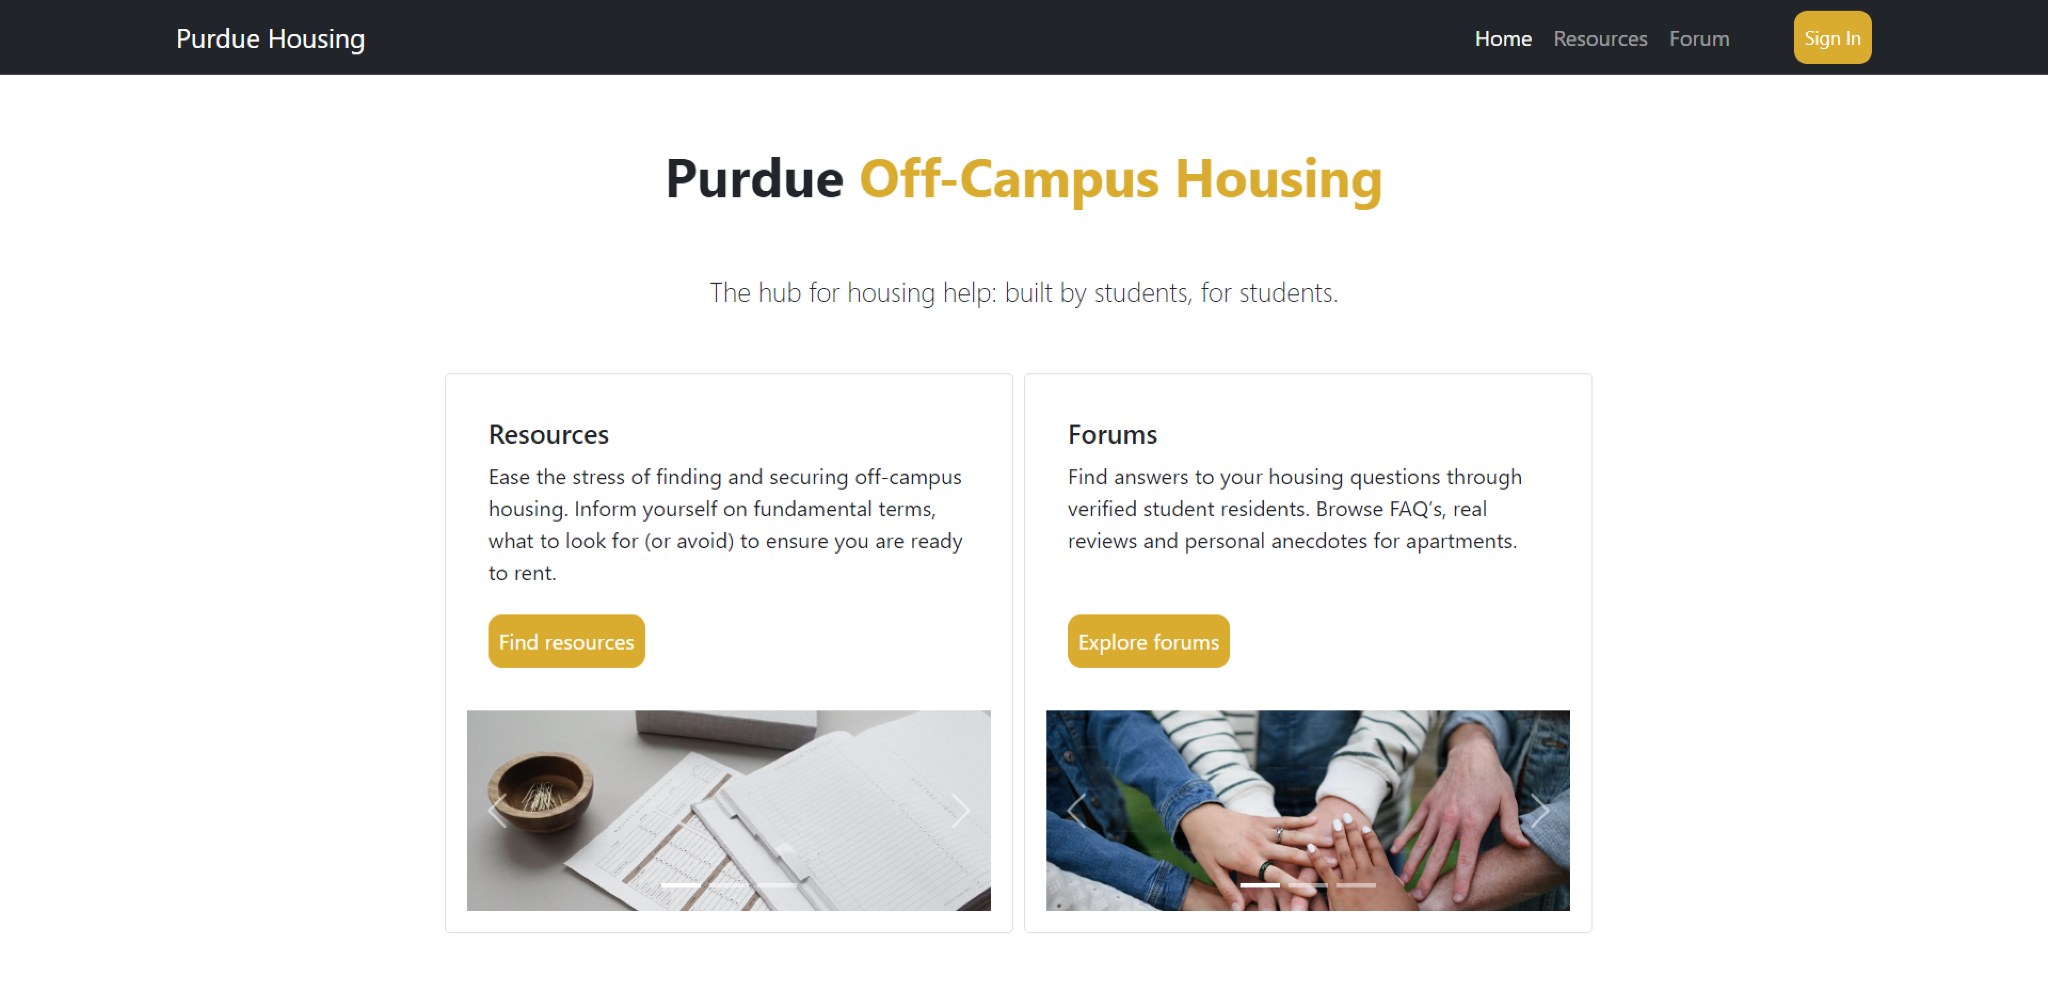 Purdue Housing
Home Resources Forum Sign In
Purdue Off-Campus Housing
The hub for housing help: built by students, for students.
Resources
Ease the stress of finding and securing off-campus
housing. Inform yourself on fundamental terms,
what to look for (or avoid) to ensure you are ready
to rent.
Find resources
Forums
Find answers to your housing questions through
verified student residents. Browse FAQ's, real
reviews and personal anecdotes for apartments.
Explore forums